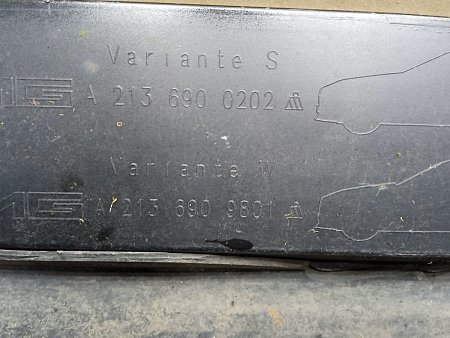 Variante S
A 213 690 0202
Variante W
A 213 690 9801